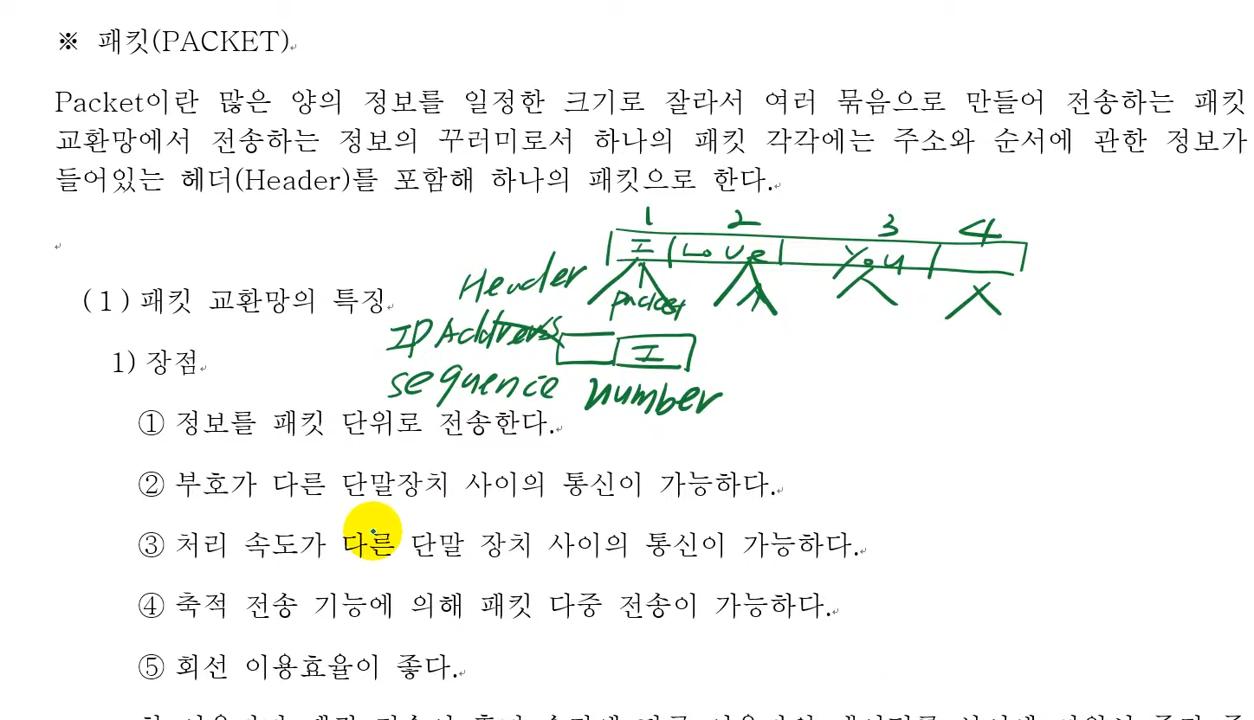 ※ 패킷(PACKET)
Packet이란 많은 양의 정보를 일정한 크기로 잘라서 여러 묶음으로 만들어 전송하는 패킷
교환망에서 전송하는 정보의 꾸러미로서 하나의 패킷 각각에는 주소와 순서에 관한 정보가
들어있는 헤더(Header)를 포함해 하나의 패킷으로 한다.
1 2 3 4
I LOVE You
Header
packet
(1) 패킷 교환망의 특징
IP Address
I
1) 장점
sequence number
① 정보를 패킷 단위로 전송한다.
② 부호가 다른 단말장치 사이의 통신이 가능하다.
③ 처리 속도가 다른 단말 장치 사이의 통신이 가능하다.
④ 축적 전송 기능에 의해 패킷 다중 전송이 가능하다.
⑤ 회선 이용효율이 좋다.